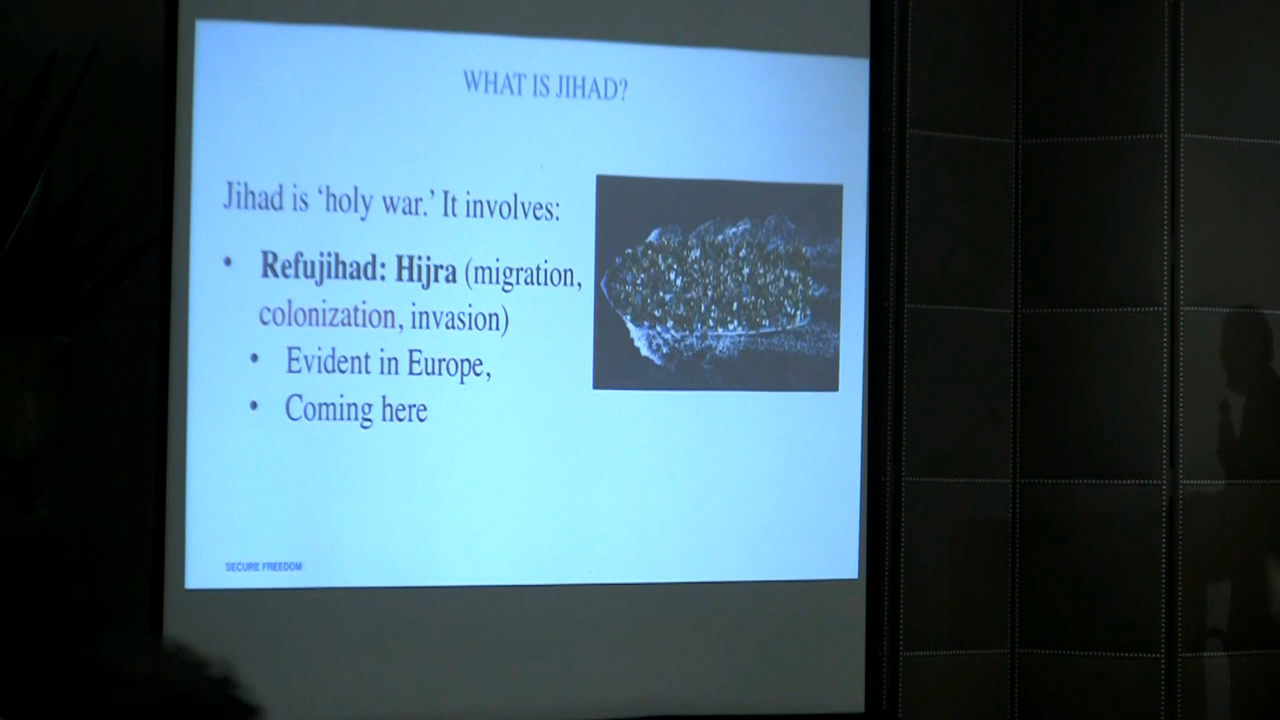 WHAT IS JIHAD?
Jihad is ‘holy war.’ It involves:
• Refujihad: Hijra (migration,
colonization, invasion)
• Evident in Europe,
• Coming here
SECURE FREEDOM